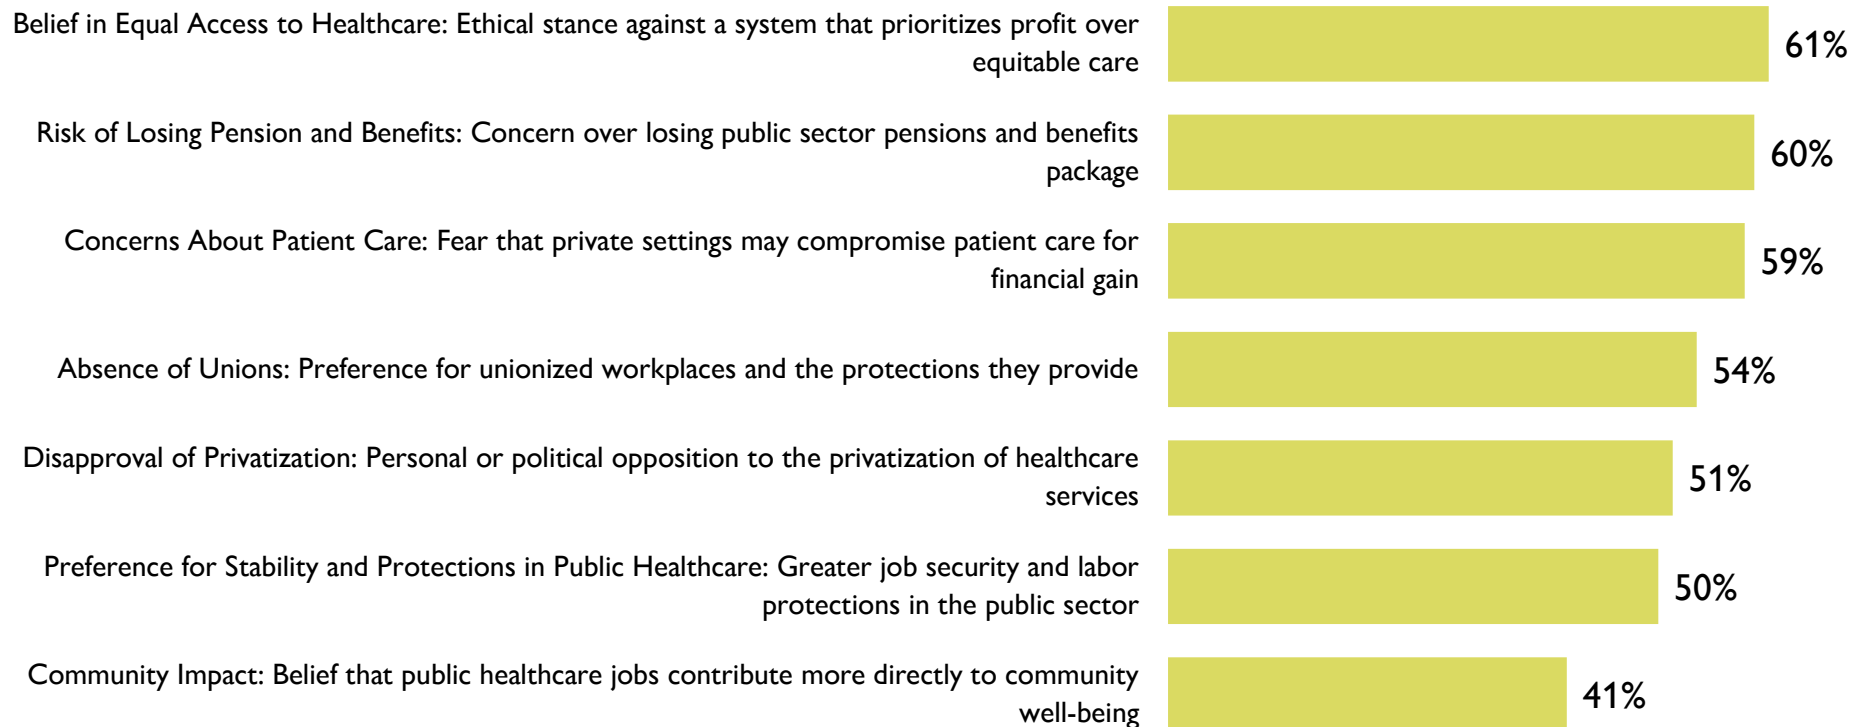 Belief in Equal Access to Healthcare: Ethical stance against a system that prioritizes profit over
equitable care
61%
Risk of Losing Pension and Benefits: Concern over losing public sector pensions and benefits
package
60%
Concerns About Patient Care: Fear that private settings may compromise patient care for
financial gain
59%
Absence of Unions: Preference for unionized workplaces and the protections they provide
54%
Disapproval of Privatization: Personal or political opposition to the privatization of healthcare
services
51%
Preference for Stability and Protections in Public Healthcare: Greater job security and labor
protections in the public sector
50%
Community Impact: Belief that public healthcare jobs contribute more directly to community
well-being
41%